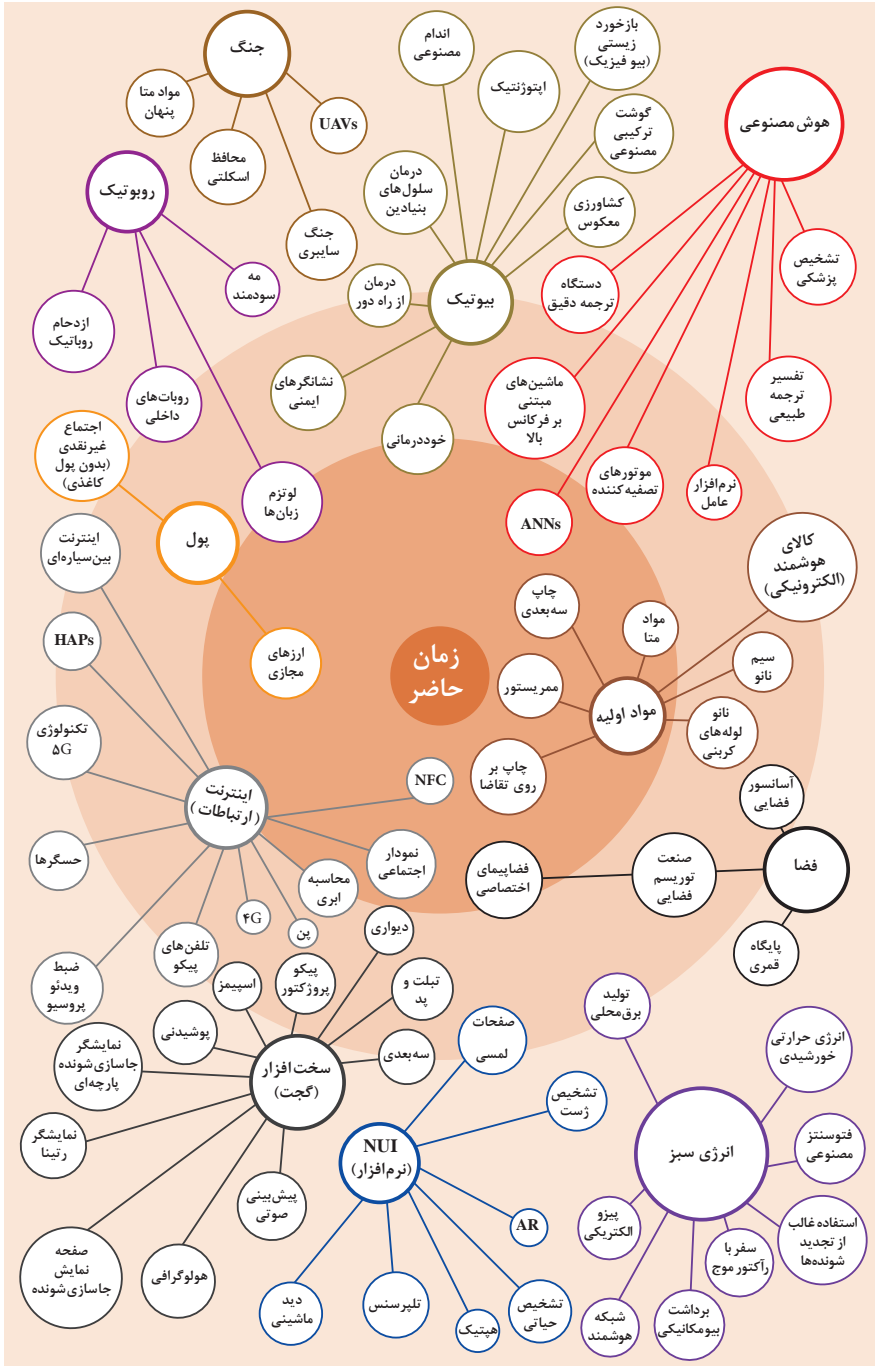 جنگ
مواد متا
پنهان
محافظ
اسکلتی
UAVs
جنگ
سایبری
روبوتیک
ازدحام
روباتیک
روبات‌های
داخلی
مه
سودمند
لوتزم
زبان‌ها
بیوتیک
اندام
مصنوعی
اپتوژنتیک
بازخورد
زیستی
(بیو فیزیک)
گوشت
ترکیبی
مصنوعی
کشاورزی
معکوس
درمان
سلول‌های
بنیادین
درمان
از راه دور
نشانگرهای
ایمنی
خوددرمانی
هوش مصنوعی
تشخیص
پزشکی
دستگاه
ترجمه دقیق
تفسیر
ترجمه
طبیعی
ماشین‌های
مبتنی
بر فرکانس
بالا
موتورهای
تصفیه‌کننده
نرم‌افزار
عامل
ANNs
پول
اجتماع
غیرنقدی
(بدون پول
کاغذی)
ارزهای
مجازی
زمان
حاضر
مواد اولیه
کالای
هوشمند
(الکترونیکی)
چاپ
سه‌بعدی
مواد
متا
سیم
نانو
ممریستور
نانو
لوله‌های
کربنی
چاپ بر
روی تقاضا
اینترنت
(ارتباطات)
اینترنت
بین‌سیاره‌ای
HAPs
تکنولوژی
۵G
حسگرها
ضبط
ویدئو
پروسیو
تلفن‌های
پیکو
۴G
پن
محاسبه
ابری
نمودار
اجتماعی
NFC
فضا
آسانسور
فضایی
صنعت
توریسم
فضایی
فضاپیمای
اختصاصی
پایگاه
قمری
سخت‌افزار
(گجت)
دیواری
پیکو
پروژکتور
اسپیمز
تبلت و
پد
پوشیدنی
سه‌بعدی
نمایشگر
جاسازی‌شونده
پارچه‌ای
نمایشگر
رتینا
پیش‌بینی
صوتی
هولوگرافی
صفحه
نمایش
جاسازی‌شونده
NUI
(نرم‌افزار)
صفحات
لمسی
تشخیص
ژست
AR
تشخیص
حیاتی
هپتیک
تلپرسنس
دید
ماشینی
انرژی سبز
تولید
برق‌محلی
انرژی حرارتی
خورشیدی
فتوسنتز
مصنوعی
استفاده غالب
از تجدید
شونده‌ها
سفر با
رآکتور موج
برداشت
بیومکانیکی
شبکه
هوشمند
پیزو
الکتریکی